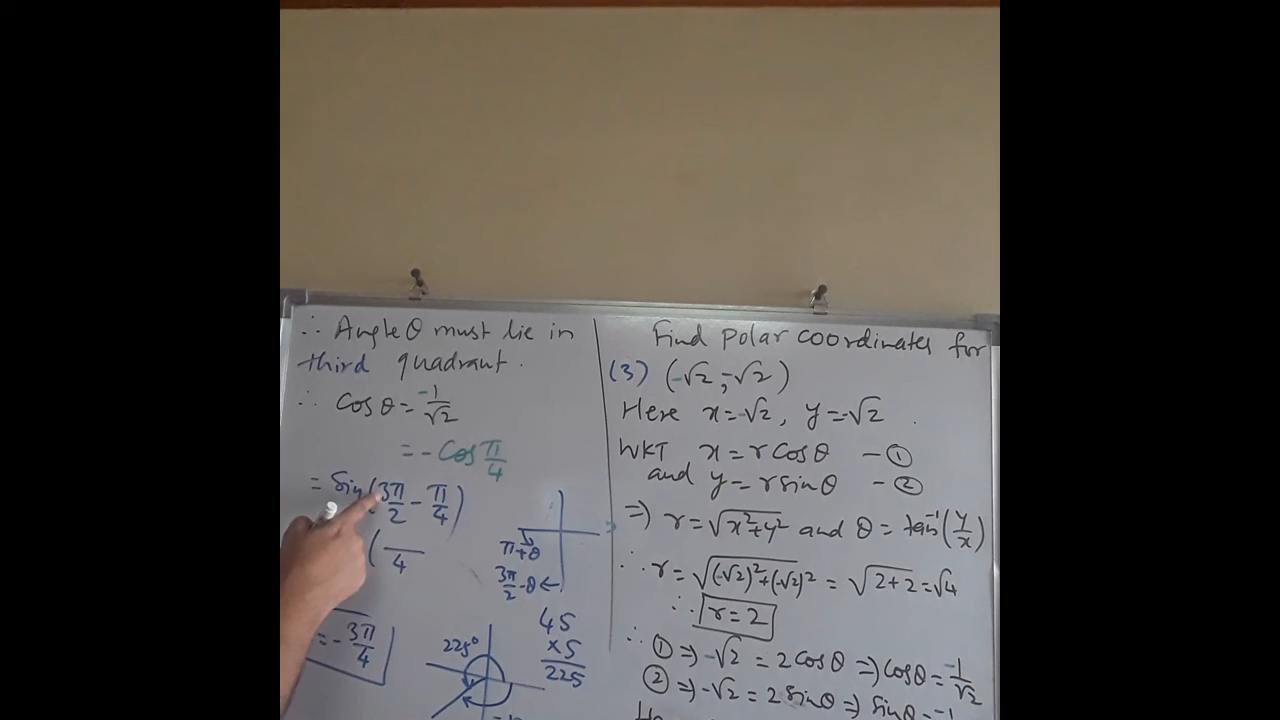 ∴ Angle θ must lie in
third quadrant.
∴ Cos θ = -1/√2
= - Cos π/4
= Sin (3π/2 - π/4)
( /4
= - 3π/4
π+θ
3π/2 - θ ←
45
×5
225
225°
Find polar coordinates for
(3) (-√2, -√2)
Here x = -√2, y = -√2.
WKT x = r Cos θ - ①
and y = r sin θ - ②
⇒ r = √(x²+y²) and θ = tan⁻¹(y/x)
∴ r = √((-√2)²+(-√2)²) = √(2+2) = √4
∴ r = 2
∴ ① ⇒ -√2 = 2 Cos θ ⇒ Cos θ = -1/√2
② ⇒ -√2 = 2 Sin θ ⇒ Sin θ = -1